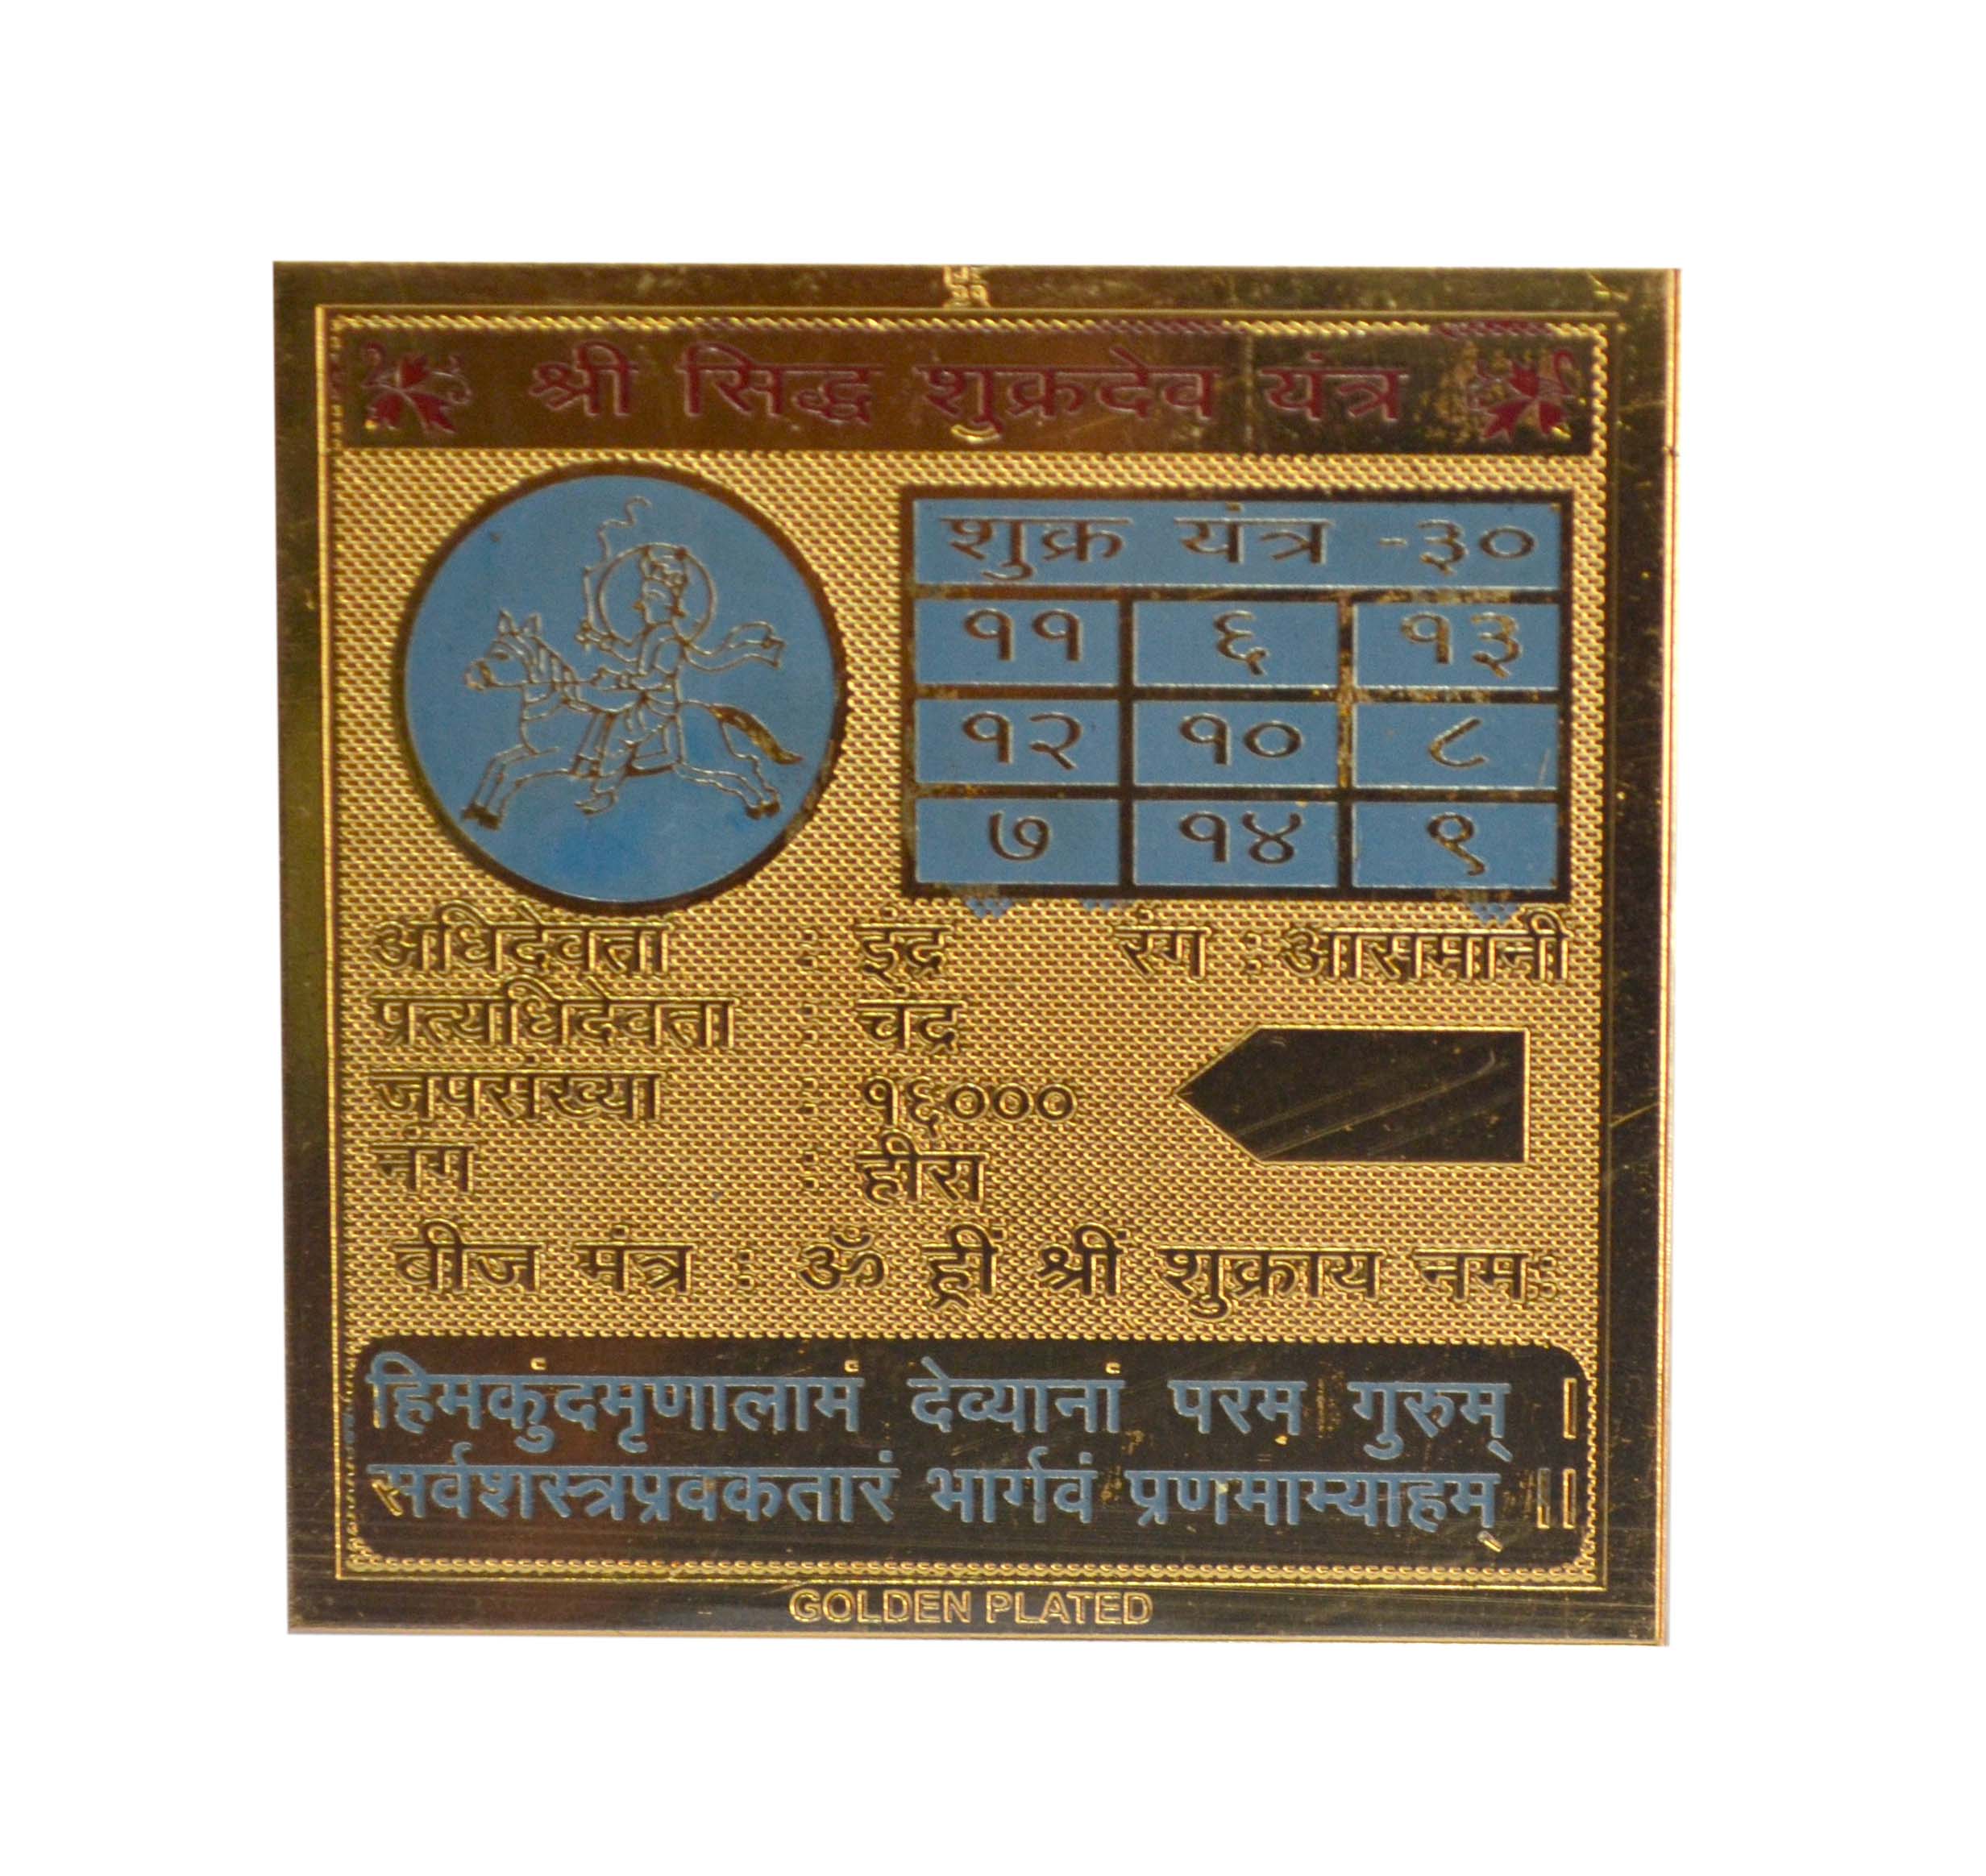 श्री सिद्ध शुक्रदेव यंत्र
शुक्र यंत्र -३०
११ ६ १३
१२ १० ८
७ १४ ९
अधिदेवता : इंद्र रंग : आसमानी
प्रत्यधिदेवता : चंद्र
जपसंख्या : १६०००
नंग : हीरा
बीज मंत्र : ॐ ह्रीं श्रीं शुक्राय नमः
हिमकुंदमृणालामं देव्यानां परम गुरुम् ।
सर्वशस्त्रप्रवकतारं भार्गवं प्रणमाम्याहम् ।।
GOLDEN PLATED